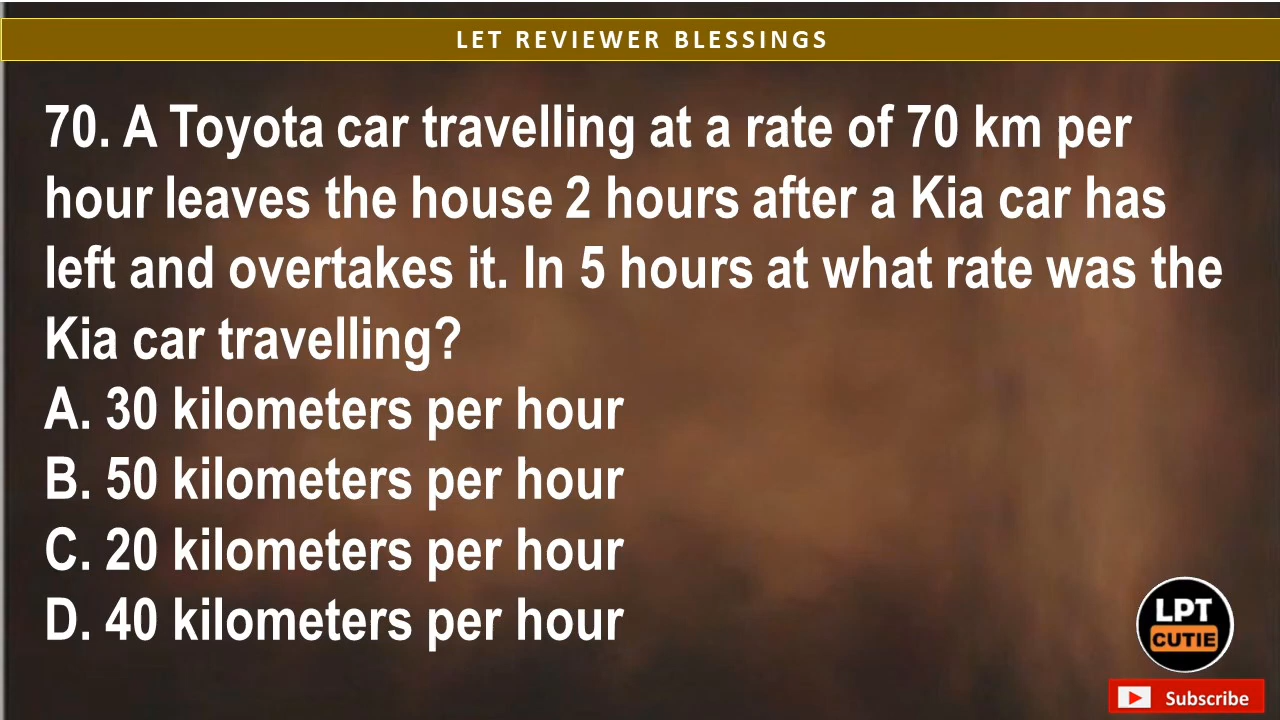 LET REVIEWER BLESSINGS
70. A Toyota car travelling at a rate of 70 km per
hour leaves the house 2 hours after a Kia car has
left and overtakes it. In 5 hours at what rate was the
Kia car travelling?
A. 30 kilometers per hour
B. 50 kilometers per hour
C. 20 kilometers per hour
D. 40 kilometers per hour
LPT
CUTIE
Subscribe